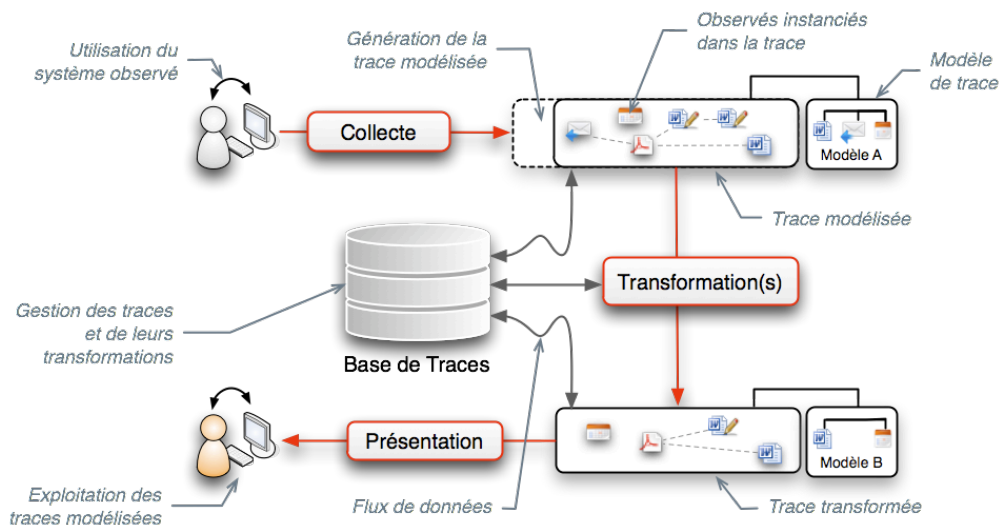 Utilisation du
système observé
Génération de la
trace modélisée
Observés instanciés
dans la trace
Modèle
de trace
Collecte
Modèle A
Trace modélisée
Transformation(s)
Gestion des traces
et de leurs
transformations
Base de Traces
Présentation
Modèle B
Exploitation des
traces modélisées
Flux de données
Trace transformée